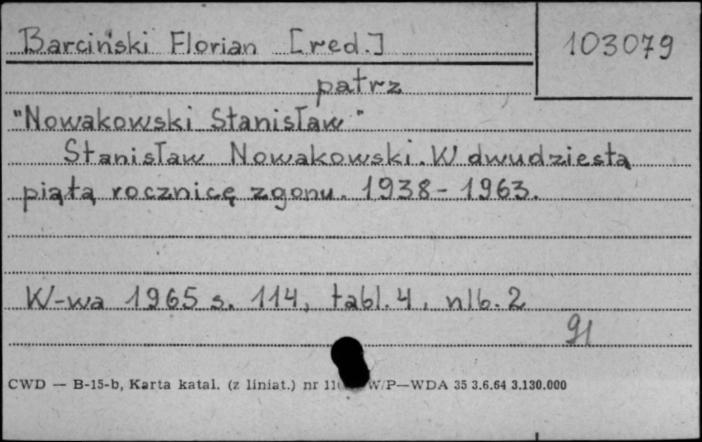 Barciński Florian [red.] 103079
patrz
"Nowakowski Stanisław"
Stanisław Nowakowski. W dwudziestą
piątą rocznicę zgonu. 1938-1963.
W-wa 1965 s. 114, tabl. 4, nlb. 2
91
CWD — B-15-b, Karta katal. (z liniat.) nr W/P—WDA 35 3.6.64 3.130.000